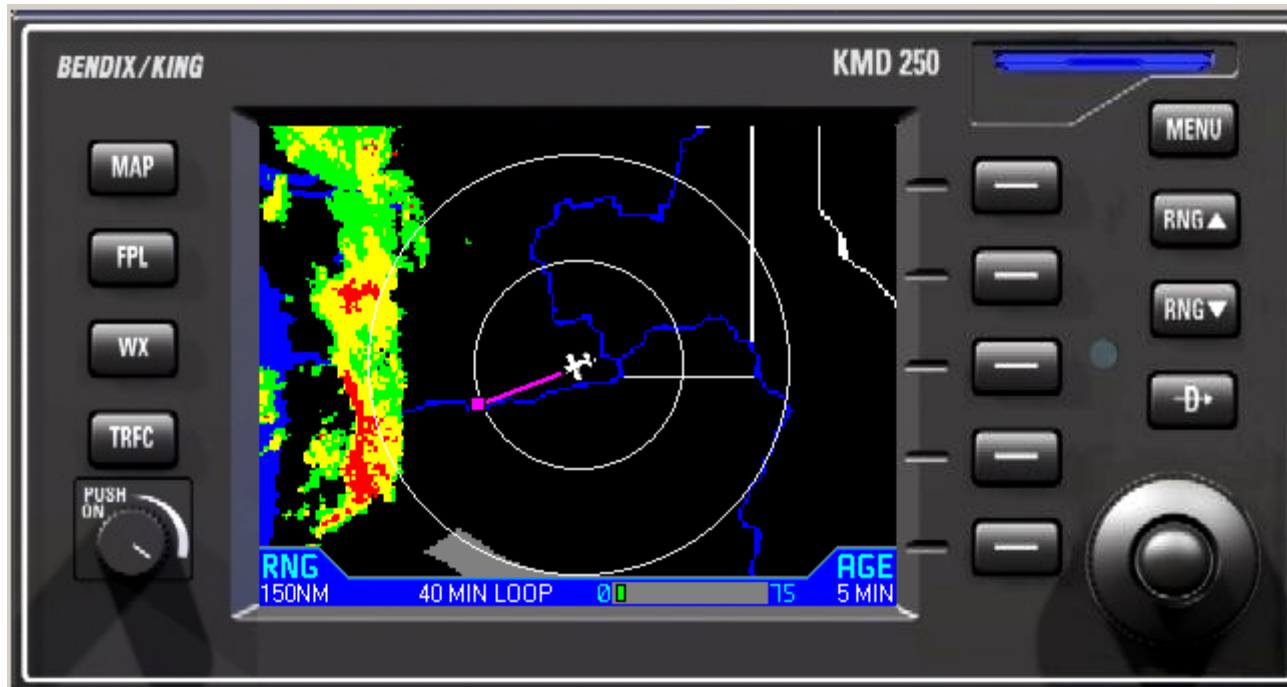 BENDIX/KING
KMD 250
MENU
MAP
RNG▲
FPL
RNG▼
WX
D
TRFC
PUSH
ON
RNG
AGE
150NM
40 MIN LOOP
0
75
5 MIN